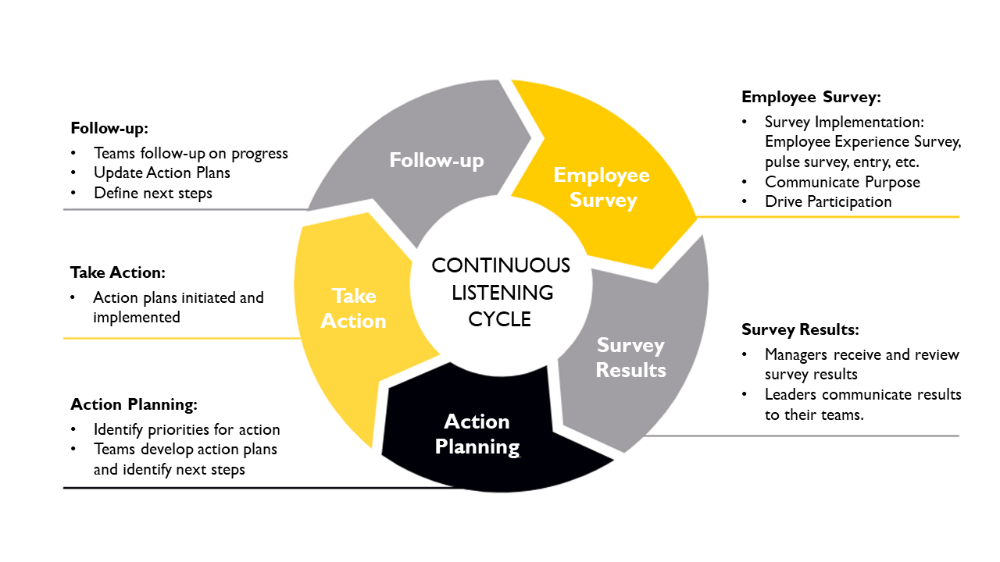 Follow-up:
• Teams follow-up on progress
• Update Action Plans
• Define next steps
Take Action:
• Action plans initiated and
implemented
Action Planning:
• Identify priorities for action
• Teams develop action plans
and identify next steps
Follow-up
Employee
Survey
Take
Action
CONTINUOUS
LISTENING
CYCLE
Survey
Results
Action
Planning
Employee Survey:
• Survey Implementation:
Employee Experience Survey,
pulse survey, entry, etc.
• Communicate Purpose
• Drive Participation
Survey Results:
• Managers receive and review
survey results
• Leaders communicate results
to their teams.